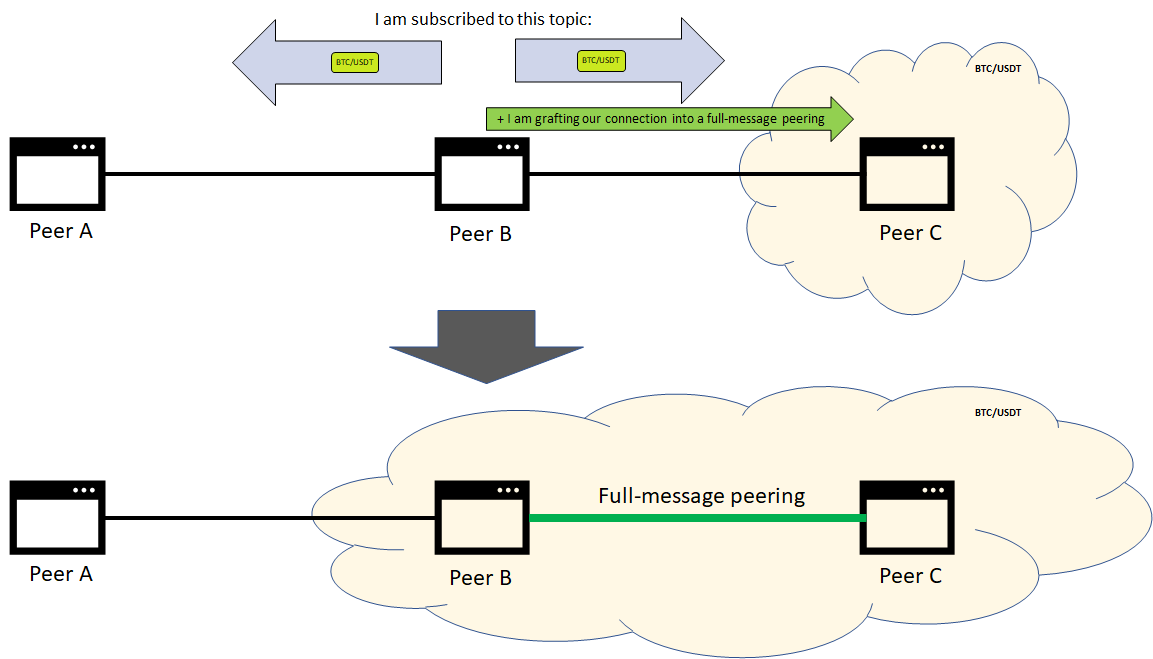 I am subscribed to this topic:
BTC/USDT
BTC/USDT
BTC/USDT
+ I am grafting our connection into a full-message peering
Peer A
Peer B
Peer C
BTC/USDT
Full-message peering
Peer A
Peer B
Peer C